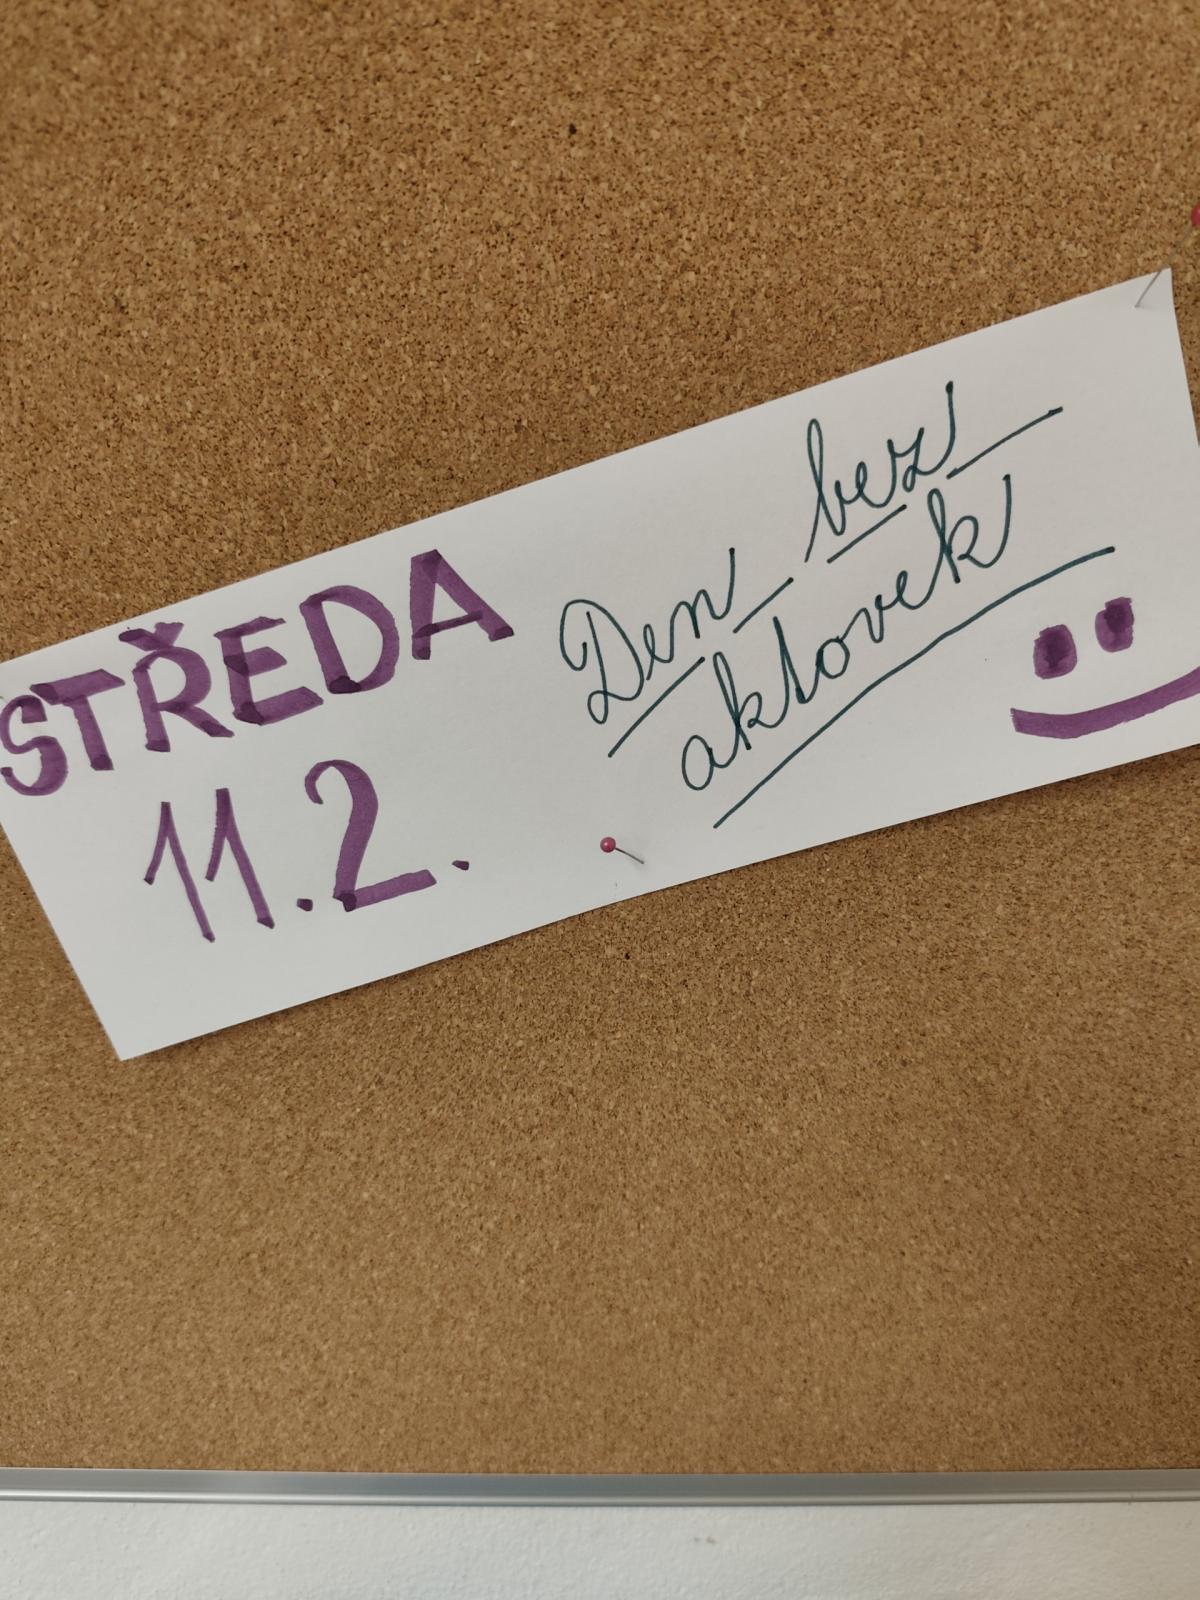 STŘEDA
11.2.
Den bez
aktovek